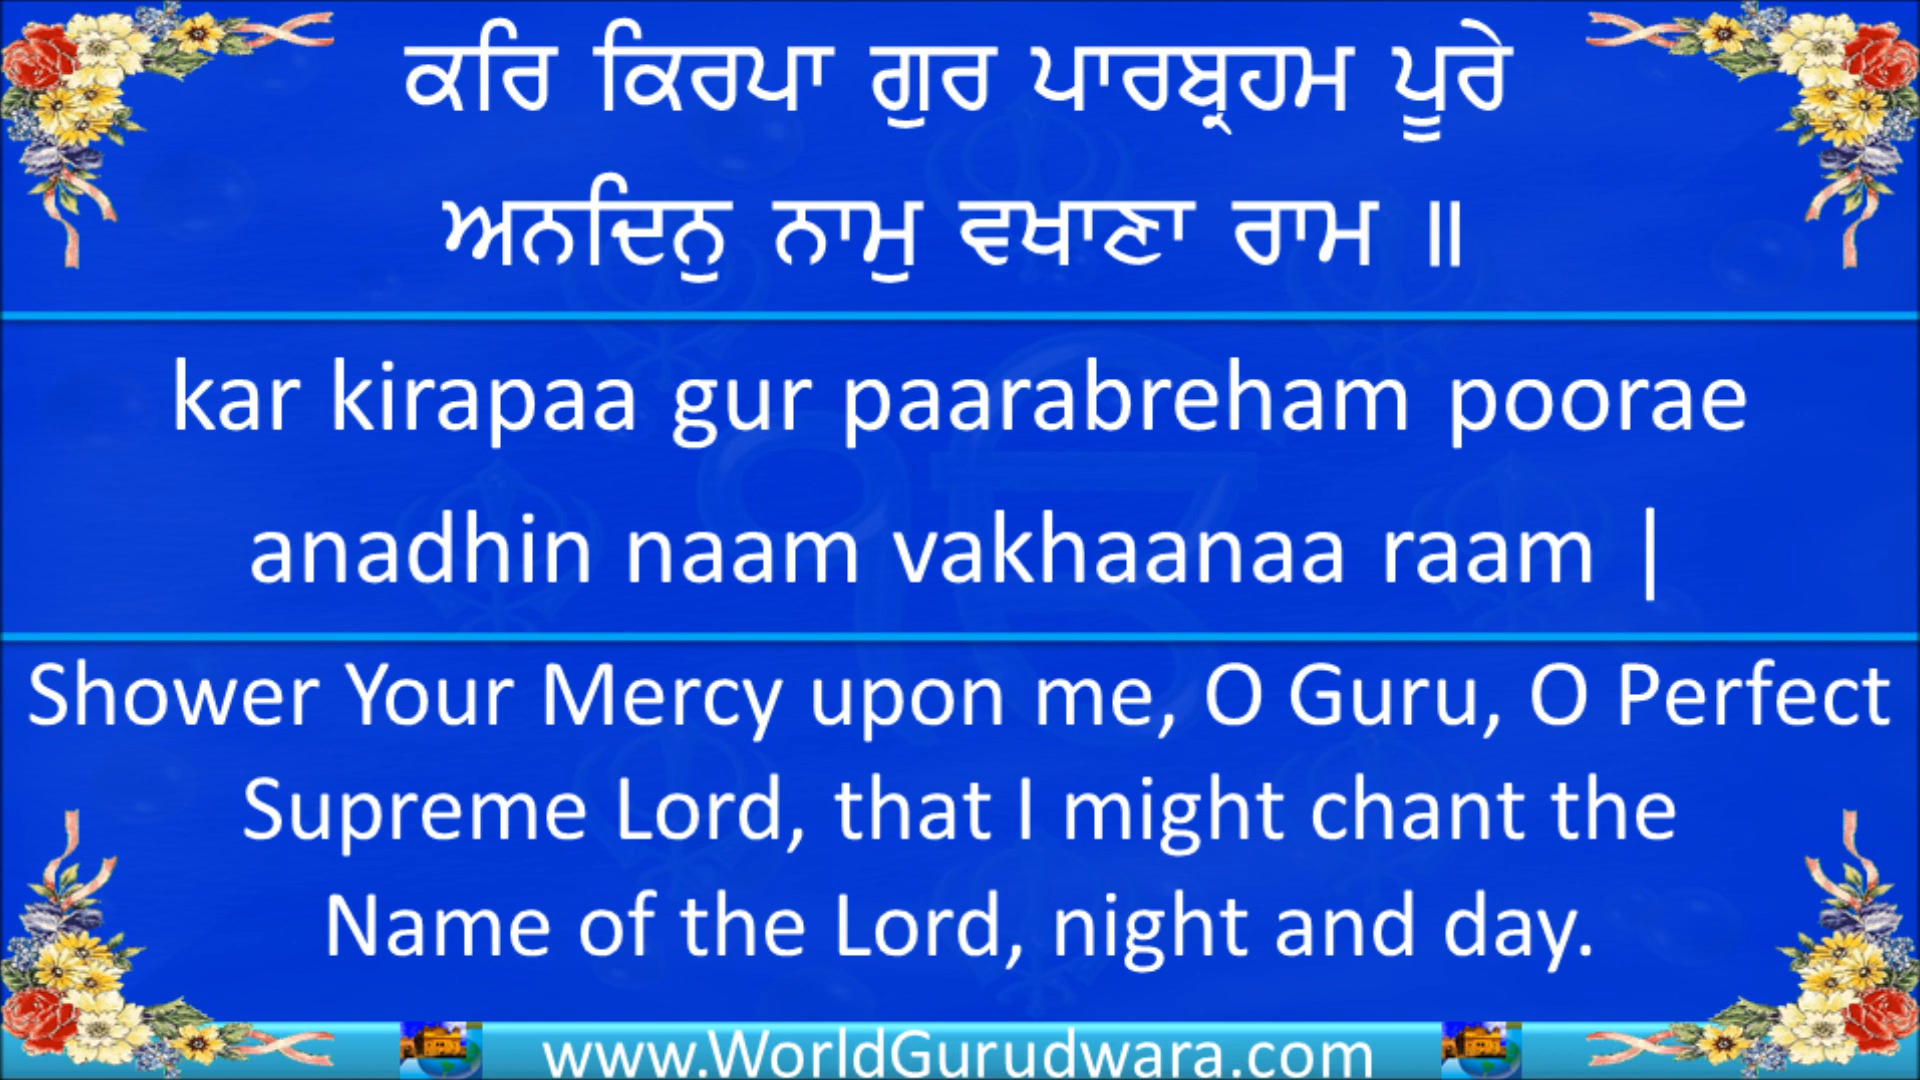 ਕਰਿ ਕਿਰਪਾ ਗੁਰ ਪਾਰਬ੍ਰਹਮ ਪੂਰੇ
ਅਨਦਿਨੁ ਨਾਮੁ ਵਖਾਣਾ ਰਾਮ ॥
kar kirapaa gur paarabreham poorae
anadhin naam vakhaanaa raam |
Shower Your Mercy upon me, O Guru, O Perfect
Supreme Lord, that I might chant the
Name of the Lord, night and day.
www.WorldGurudwara.com